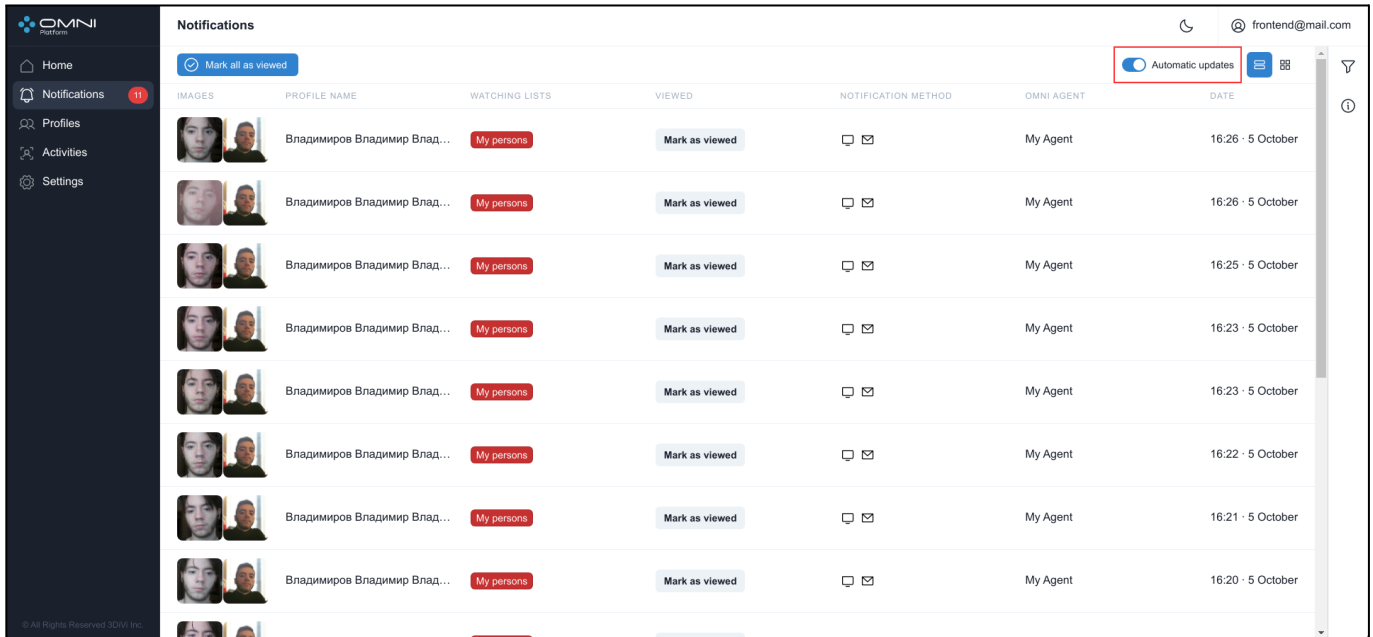 OMNI
Platform
Notifications
frontend@mail.com
Home
Notifications 11
Profiles
Activities
Settings
Mark all as viewed
Automatic updates
IMAGES PROFILE NAME WATCHING LISTS VIEWED NOTIFICATION METHOD OMNI AGENT DATE
Владимиров Владимир Влад... My persons Mark as viewed My Agent 16:26 · 5 October
Владимиров Владимир Влад... My persons Mark as viewed My Agent 16:26 · 5 October
Владимиров Владимир Влад... My persons Mark as viewed My Agent 16:25 · 5 October
Владимиров Владимир Влад... My persons Mark as viewed My Agent 16:23 · 5 October
Владимиров Владимир Влад... My persons Mark as viewed My Agent 16:23 · 5 October
Владимиров Владимир Влад... My persons Mark as viewed My Agent 16:22 · 5 October
Владимиров Владимир Влад... My persons Mark as viewed My Agent 16:21 · 5 October
Владимиров Владимир Влад... My persons Mark as viewed My Agent 16:20 · 5 October
© All Rights Reserved 3DiVi Inc.